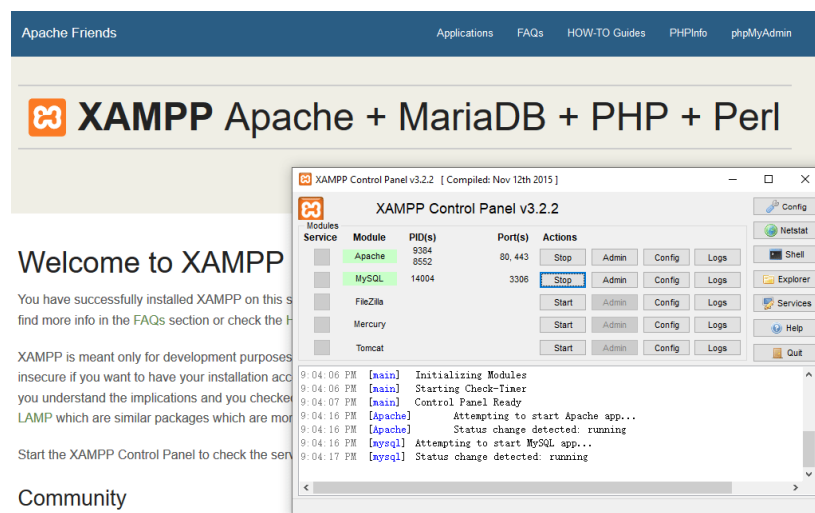 Apache Friends Applications FAQs HOW-TO Guides PHPInfo phpMyAdmin
XAMPP Apache + MariaDB + PHP + Perl
Welcome to XAMPP
You have successfully installed XAMPP on this s
find more info in the FAQs section or check the H
XAMPP is meant only for development purposes
insecure if you want to have your installation acc
you understand the implications and you checked
LAMP which are similar packages which are mor
Start the XAMPP Control Panel to check the serv
Community
XAMPP Control Panel v3.2.2 [ Compiled: Nov 12th 2015 ]
XAMPP Control Panel v3.2.2
Config
Netstat
Shell
Explorer
Services
Help
Quit
Modules
Service Module PID(s) Port(s) Actions
Apache 9384 8552 80, 443 Stop Admin Config Logs
MySQL 14004 3306 Stop Admin Config Logs
FileZilla Start Admin Config Logs
Mercury Start Admin Config Logs
Tomcat Start Admin Config Logs
9:04:06 PM [main] Initializing Modules
9:04:06 PM [main] Starting Check-Timer
9:04:07 PM [main] Control Panel Ready
9:04:16 PM [Apache] Attempting to start Apache app...
9:04:16 PM [Apache] Status change detected: running
9:04:16 PM [mysql] Attempting to start MySQL app...
9:04:17 PM [mysql] Status change detected: running